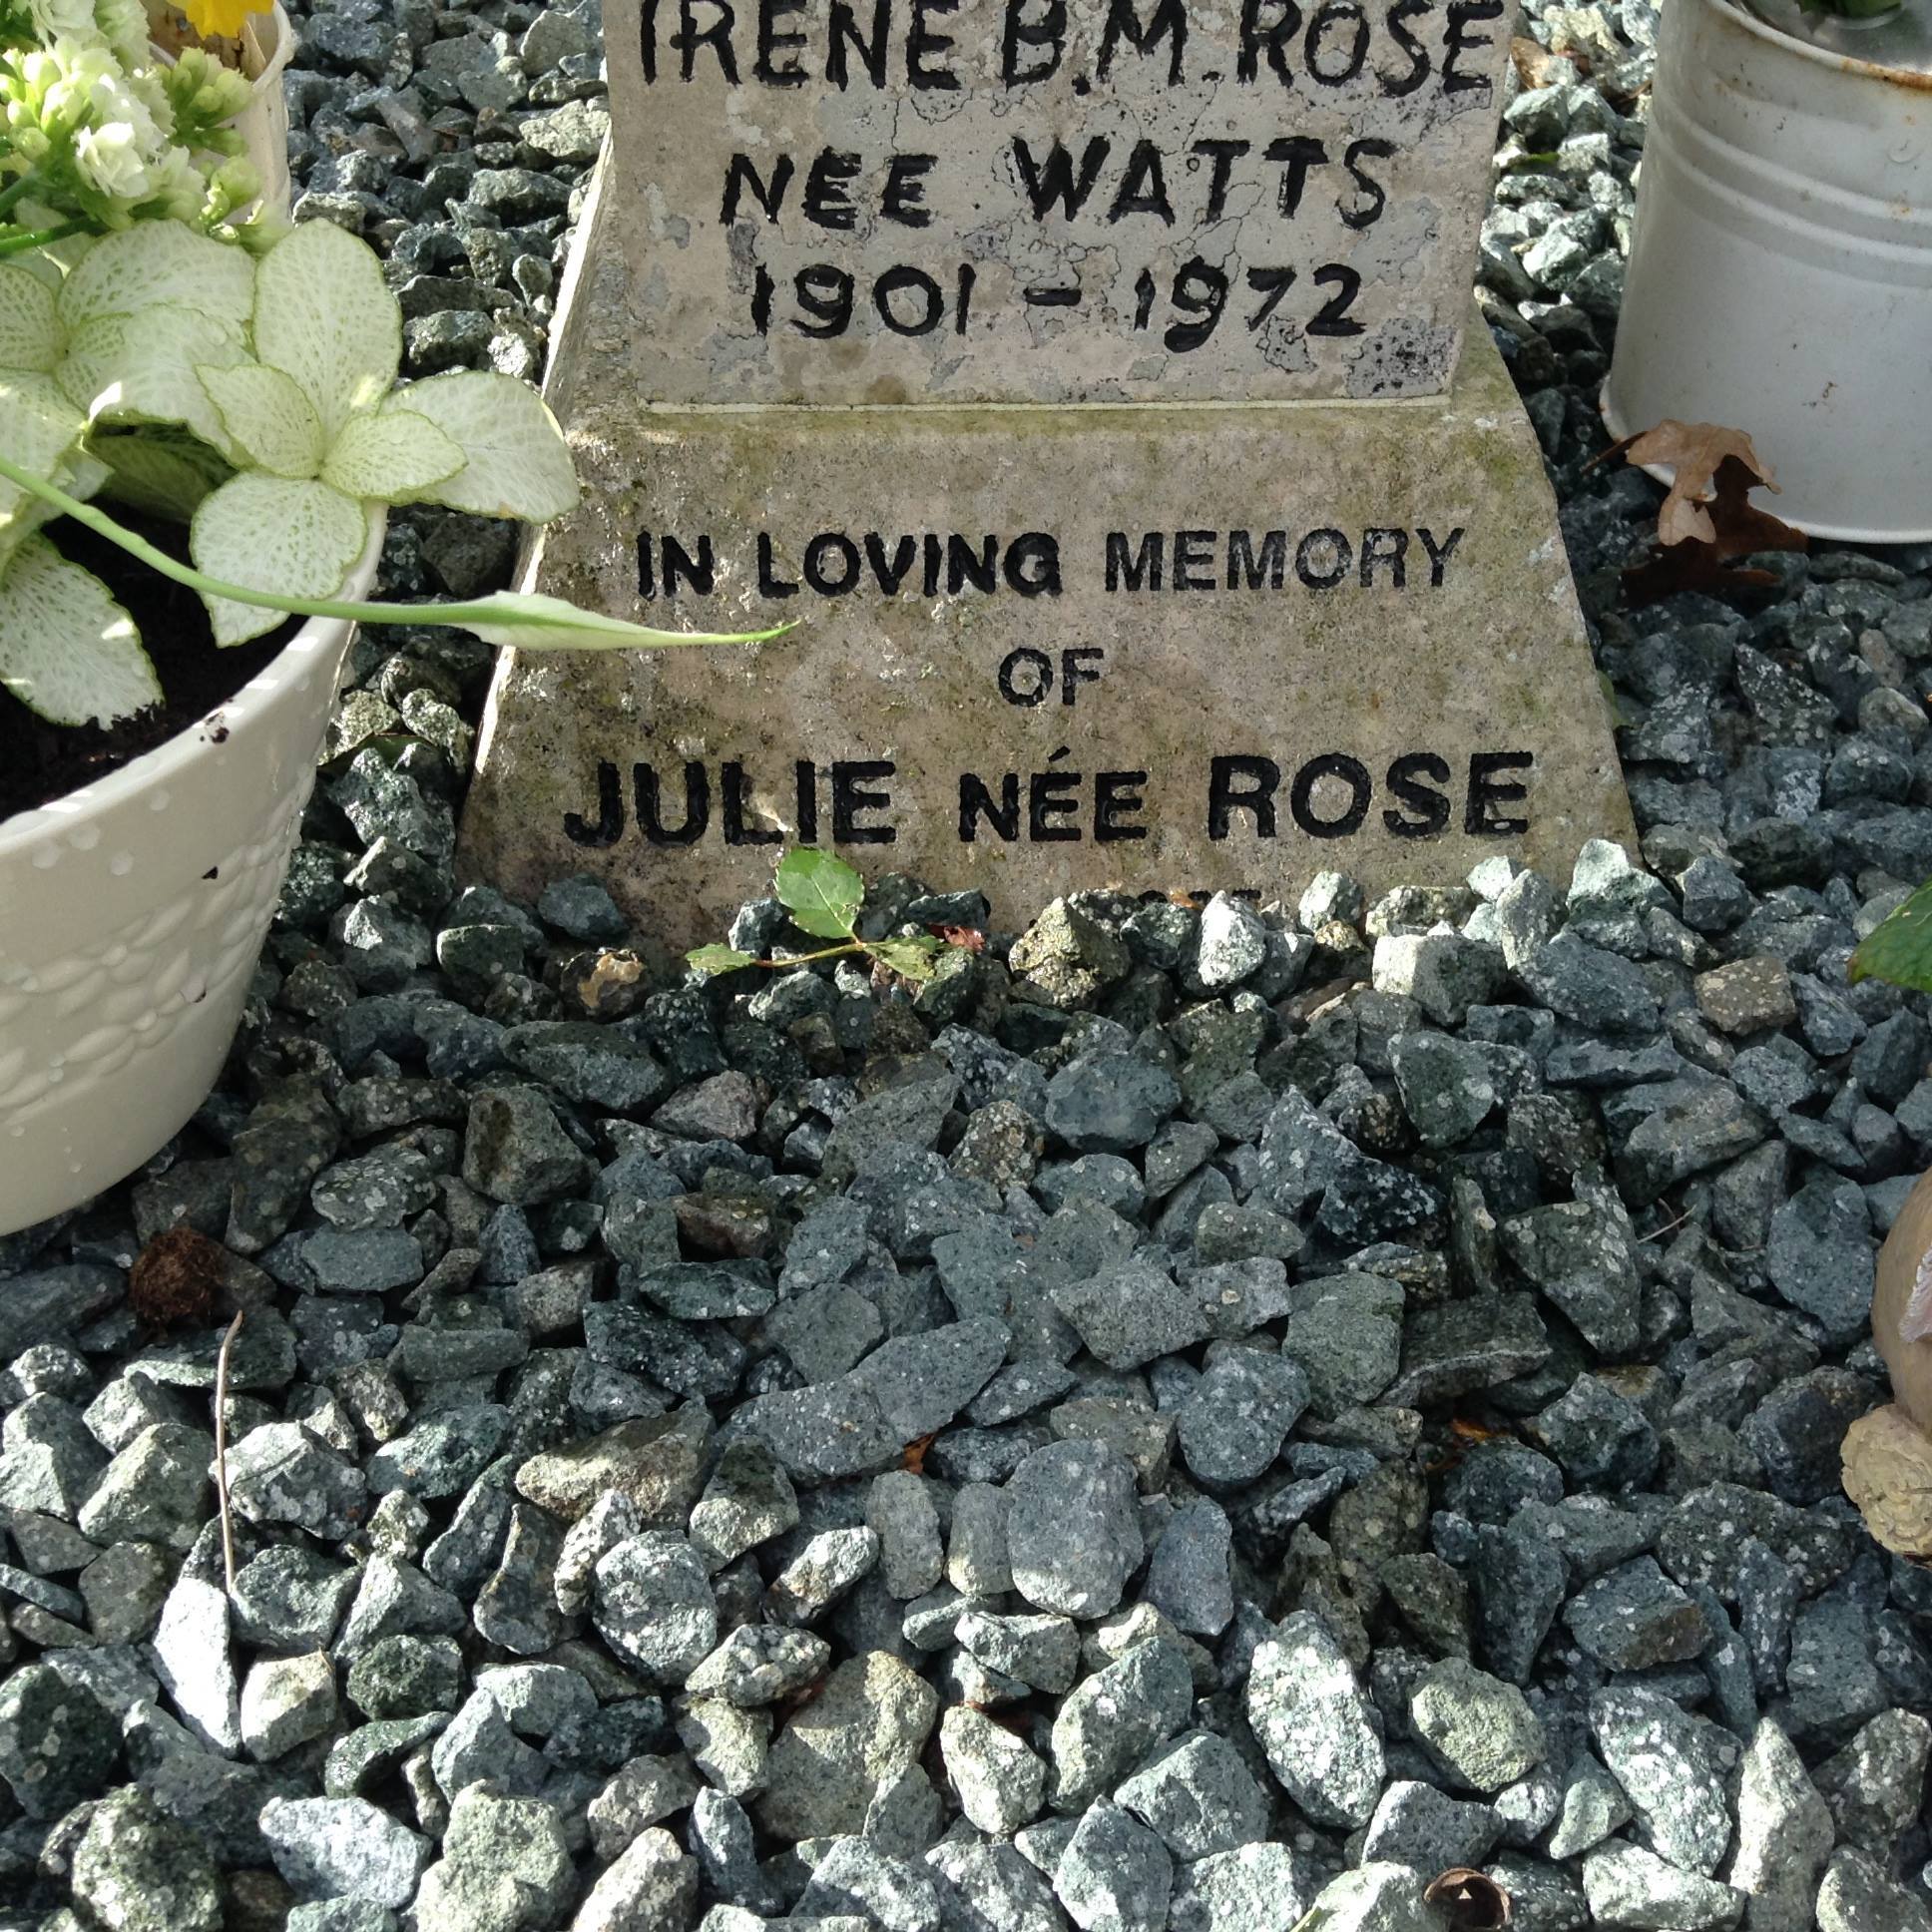 IRENE B.M. ROSE
NEE WATTS
1901 - 1972
IN LOVING MEMORY
OF
JULIE NÉE ROSE